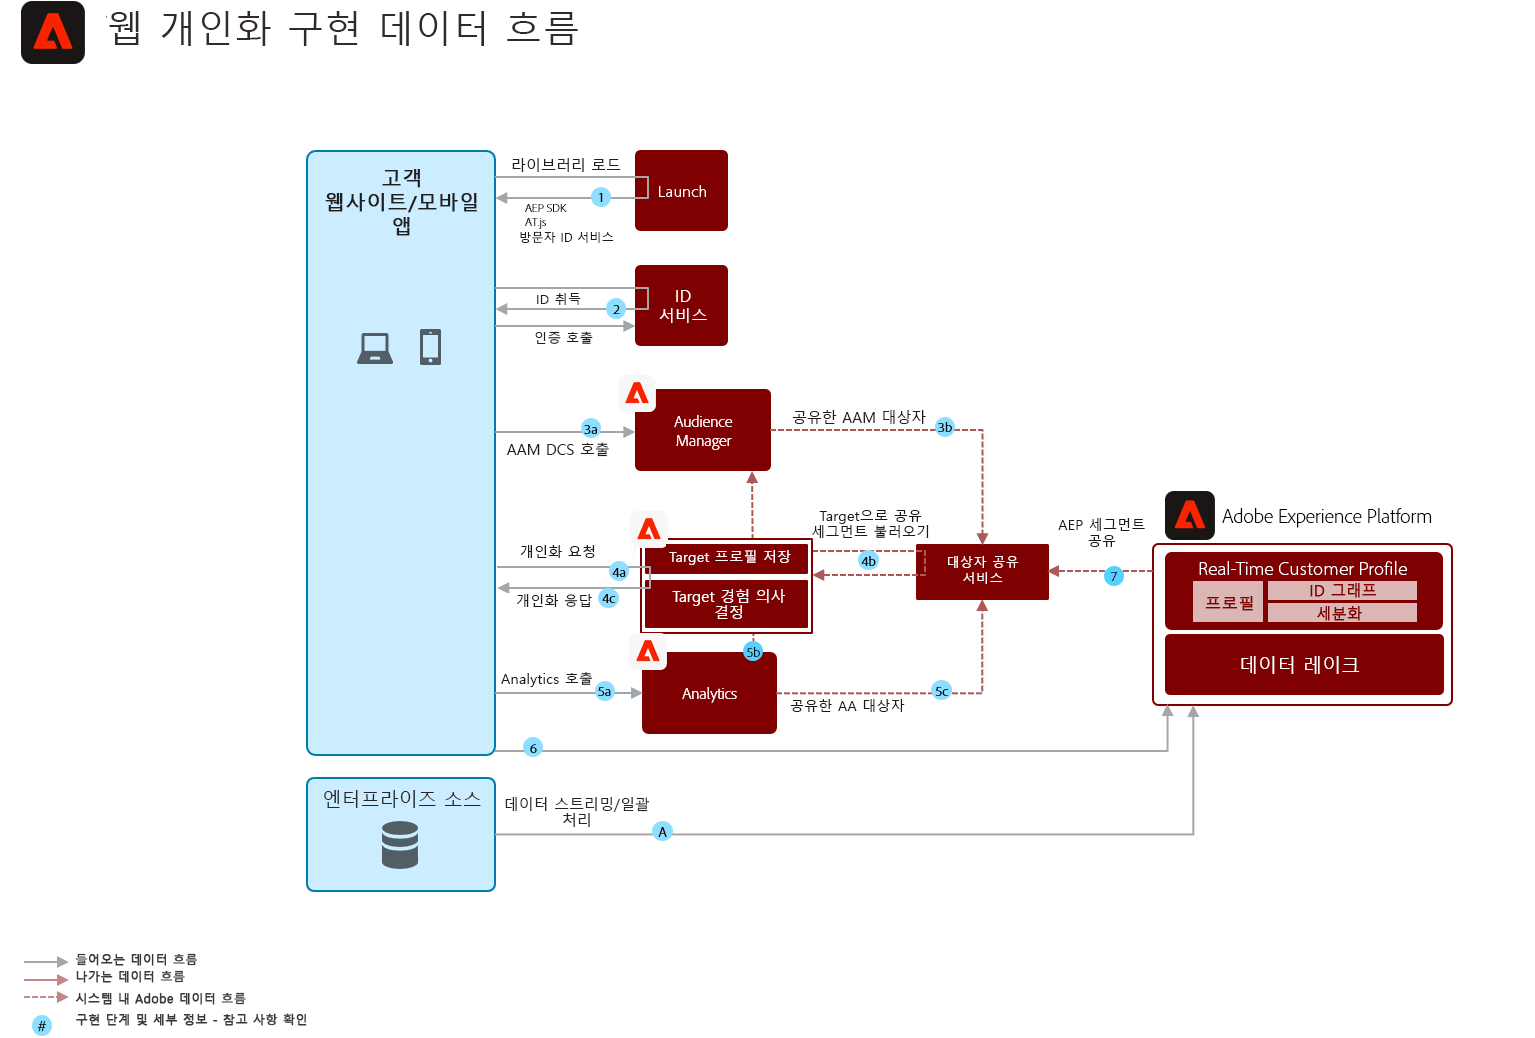 웹 개인화 구현 데이터 흐름
고객
웹사이트/모바일
앱
라이브러리 로드
1
AEP SDK
AT.js
방문자 ID 서비스
Launch
ID 취득
2
인증 호출
ID
서비스
3a
AAM DCS 호출
Audience
Manager
공유한 AAM 대상자
3b
개인화 요청
4a
개인화 응답
4c
Target 프로필 저장
Target 경험 의사
결정
Target으로 공유
세그먼트 불러오기
4b
대상자 공유
서비스
AEP 세그먼트
공유
7
Adobe Experience Platform
Real-Time Customer Profile
프로필
ID 그래프
세분화
데이터 레이크
Analytics 호출
5a
5b
Analytics
5c
공유한 AA 대상자
6
엔터프라이즈 소스
데이터 스트리밍/일괄
처리
A
들어오는 데이터 흐름
나가는 데이터 흐름
시스템 내 Adobe 데이터 흐름
# 구현 단계 및 세부 정보 - 참고 사항 확인